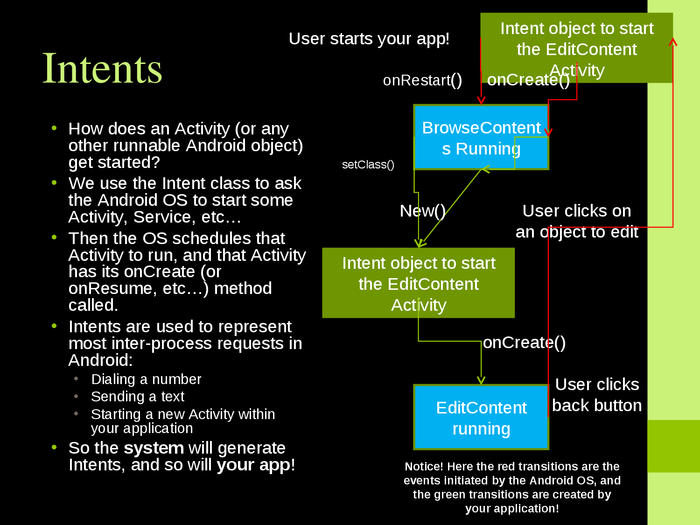 Intents
How does an Activity (or any
other runnable Android object)
get started?
We use the Intent class to ask
the Android OS to start some
Activity, Service, etc…
Then the OS schedules that
Activity to run, and that Activity
has its onCreate (or
onResume, etc…) method
called.
Intents are used to represent
most inter-process requests in
Android:
Dialing a number
Sending a text
Starting a new Activity within
your application
So the system will generate
Intents, and so will your app!
User starts your app!
Intent object to start
the EditContent
Activity
onRestart()
onCreate()
BrowseContent
s Running
setClass()
New()
User clicks on
an object to edit
Intent object to start
the EditContent
Activity
onCreate()
User clicks
back button
EditContent
running
Notice! Here the red transitions are the
events initiated by the Android OS, and
the green transitions are created by
your application!